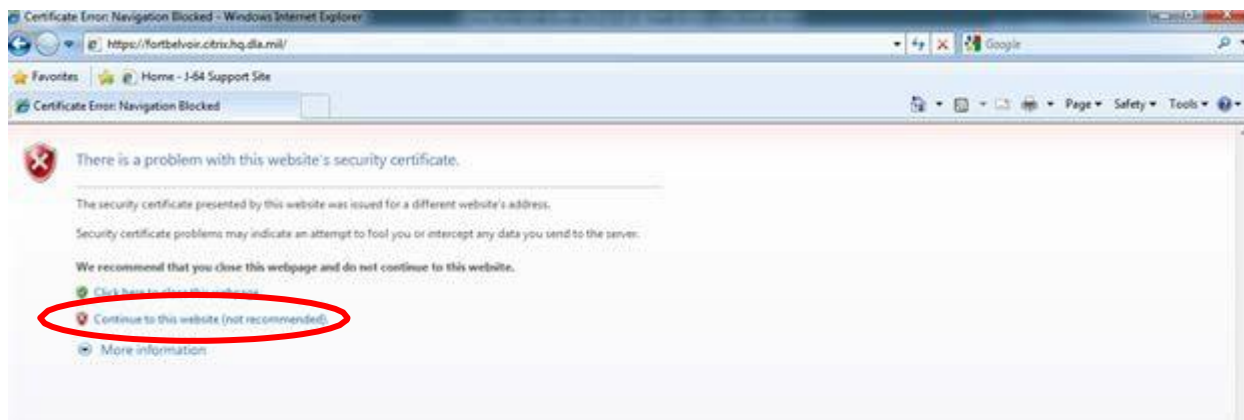 Certificate Error: Navigation Blocked - Windows Internet Explorer
https://fortbelvoir.citrix.hq.dla.mil/
Google
Favorites
Home - J-64 Support Site
Certificate Error: Navigation Blocked
Page
Safety
Tools
There is a problem with this website's security certificate.
The security certificate presented by this website was issued for a different website's address.
Security certificate problems may indicate an attempt to fool you or intercept any data you send to the server.
We recommend that you close this webpage and do not continue to this website.
Click here to close this webpage.
Continue to this website (not recommended).
More information